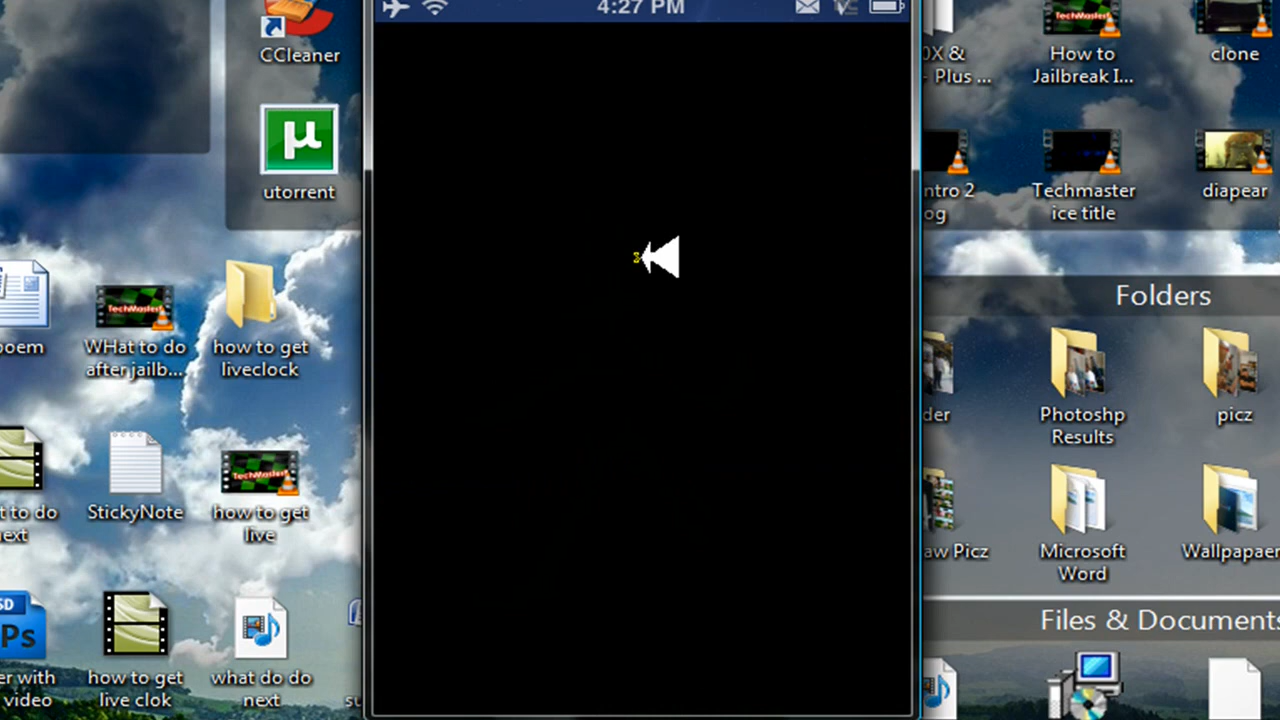 4:27 PM
CCleaner
utorrent
WHat to do
after jailb...
how to get
liveclock
StickyNote
how to get
live
how to get
live clok
what do do
next
TechMaster
How to
Jailbreak I...
clone
Techmaster
ice title
diapear
Folders
Photoshp
Results
picz
Microsoft
Word
Wallpapaer
Files & Documents
poem
t to do
ext
er with
video
0X &
- Plus ...
ntro 2
og
der
aw Picz
Ps